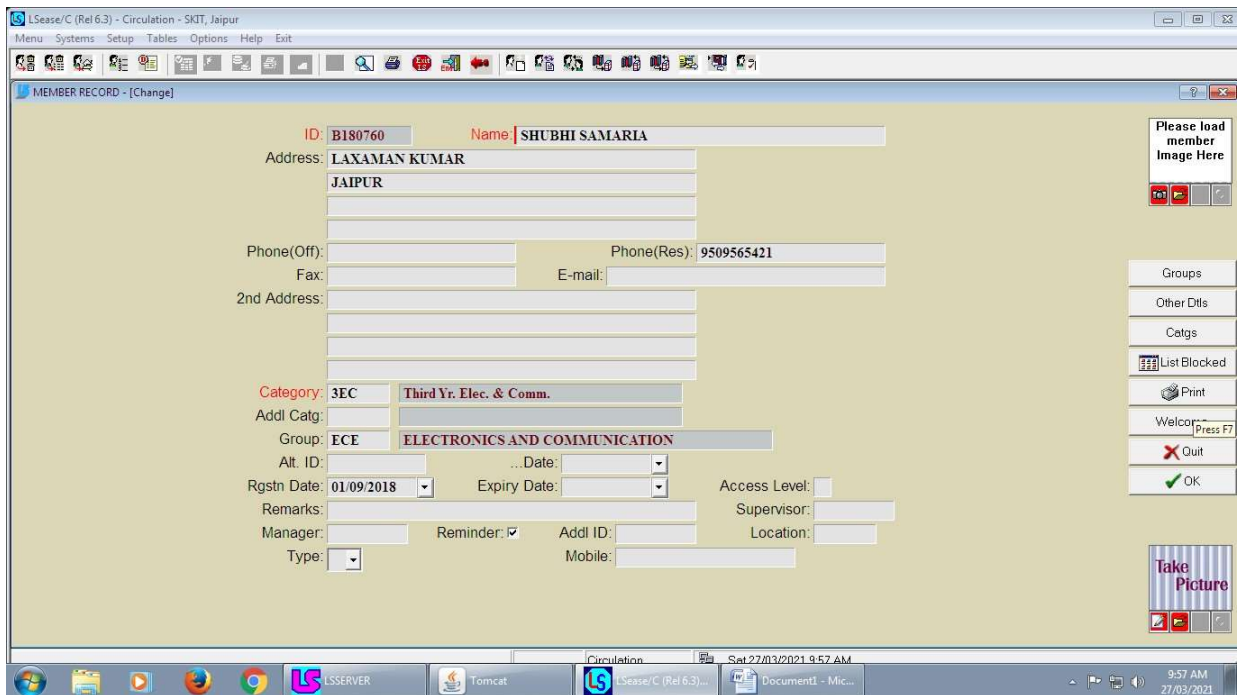 LSease/C (Rel 6.3) - Circulation - SKIT, Jaipur
Menu Systems Setup Tables Options Help Exit
MEMBER RECORD - [Change]
ID: B180760 Name: SHUBHI SAMARIA
Address: LAXAMAN KUMAR
JAIPUR
Phone(Off): Phone(Res): 9509565421
Fax: E-mail:
2nd Address:
Category: 3EC Third Yr. Elec. & Comm.
Addl Catg:
Group: ECE ELECTRONICS AND COMMUNICATION
Alt. ID: ...Date:
Rgstn Date: 01/09/2018 Expiry Date: Access Level:
Remarks: Supervisor:
Manager: Reminder: Addl ID: Location:
Type: Mobile:
Please load
member
Image Here
Groups
Other Dtls
Catgs
List Blocked
Print
Press F7
Quit
OK
Take
Picture
Circulation Sat 27/03/2021 9:57 AM
LS LSSERVER Tomcat LS LSease/C (Rel 6.3)... Document1 - Mic...
9:57 AM
27/03/2021